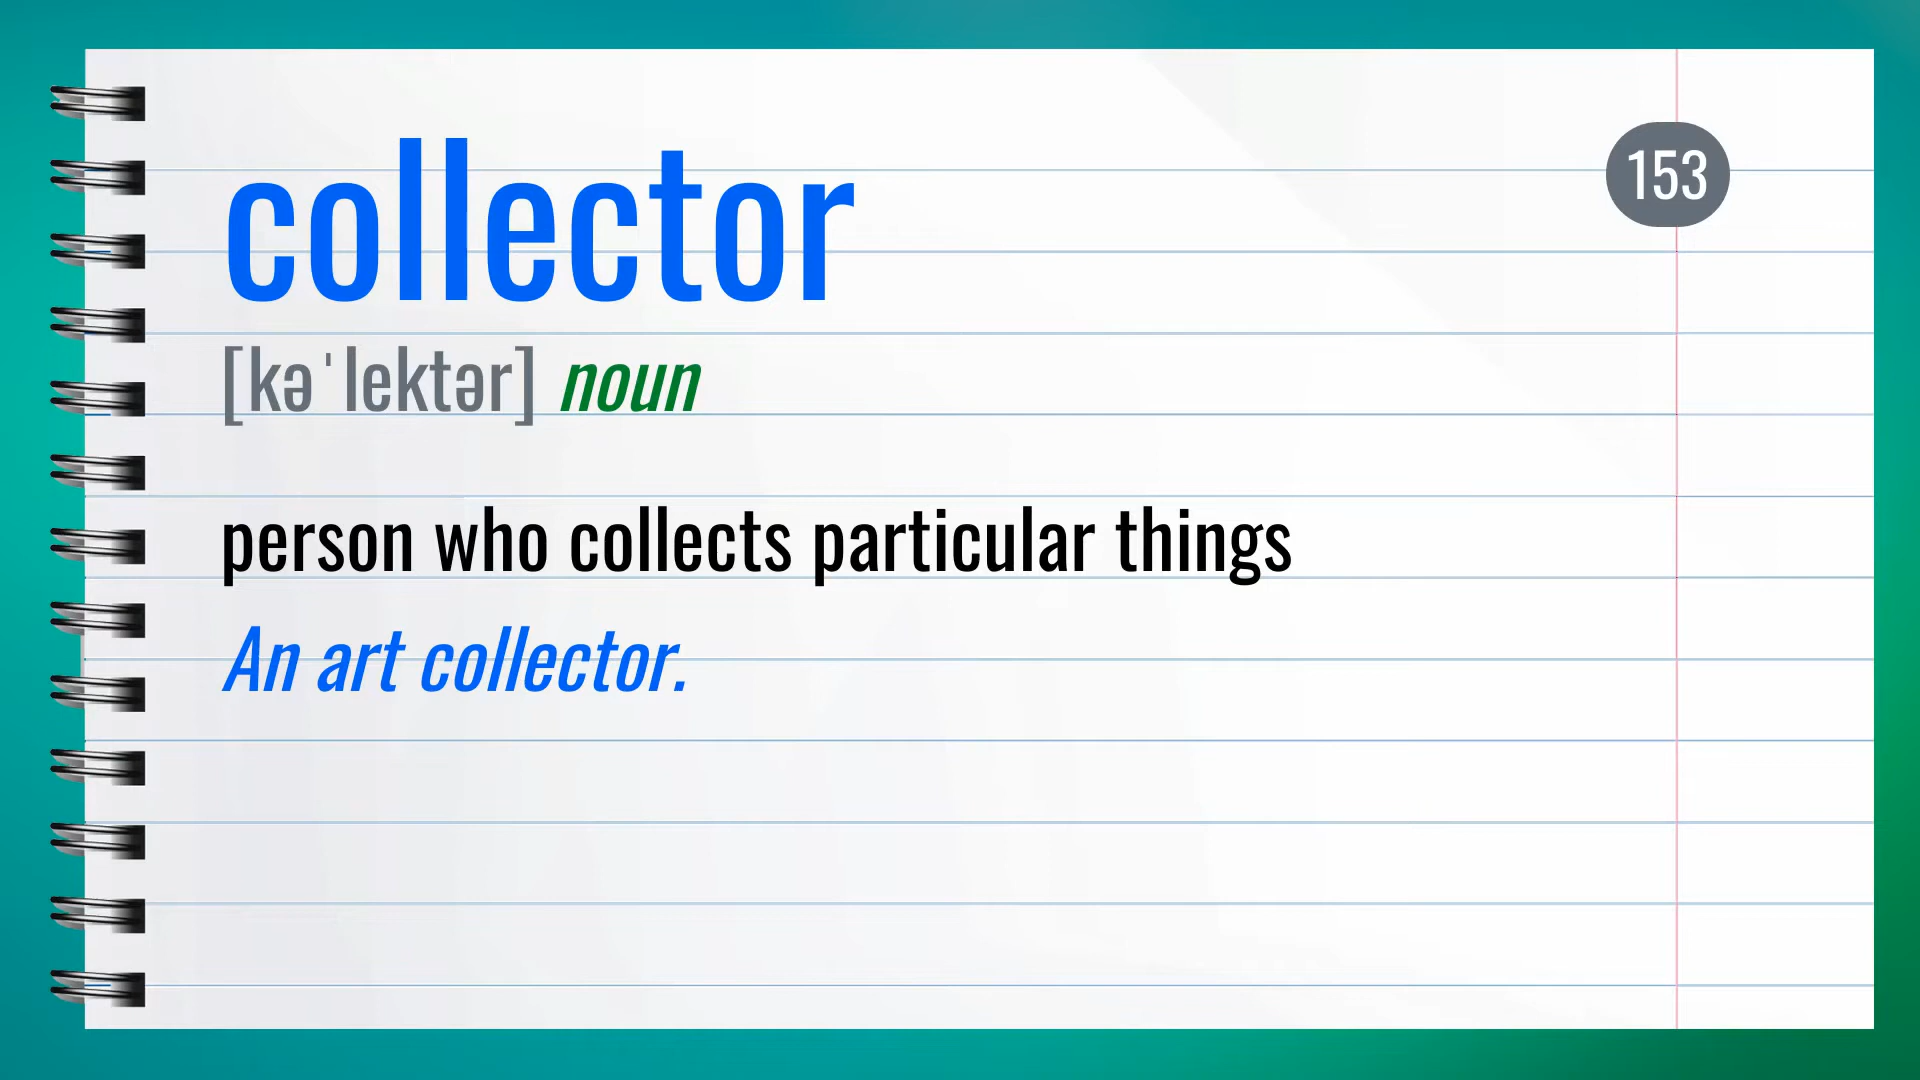 collector
153
[kəˈlektər] noun
person who collects particular things
An art collector.